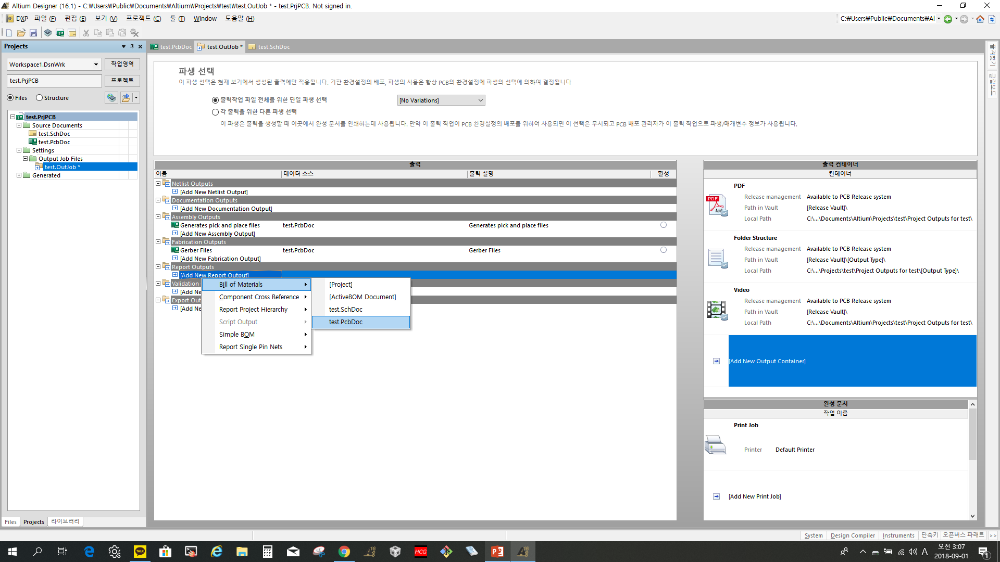 Altium Designer (16.1) - C:₩Users₩Public₩Documents₩Altium₩Projects₩test₩test.OutJob * - test.PrjPCB. Not signed in.
DXP 파일 (F) 편집 (E) 보기 (V) 프로젝트 (C) 툴 (T) Window 도움말 (H)
C:₩Users₩Public₩Documents₩Al
Projects
Workspace1.DsnWrk 작업영역
test.PrjPCB 프로젝트
Files Structure
test.PrjPCB
Source Documents
test.SchDoc
test.PcbDoc
Settings
Output Job Files
test.OutJob *
Generated
Files Projects 라이브러리
test.PcbDoc test.OutJob * test.SchDoc
파생 선택
이 파생 선택은 현재 보기에서 생성된 출력에만 적용됩니다. 기판 환경설정의 배포, 파생의 사용은 항상 PCB의 환경설정에 파생의 선택에 의하여 결정됩니다
출력작업 파일 전체를 위한 단일 파생 선택 [No Variations]
각 출력을 위한 다른 파생 선택
이 파생은 출력을 생성할 때 이곳에서 완성 문서를 인쇄하는데 사용됩니다. 만약 이 출력 작업이 PCB 환경설정의 배포를 위하여 사용되면 이 선택은 무시되고 PCB 배포 관리자가 이 출력 작업으로 파생/매개변수 정보가 사용됩니다.
출력
이름 데이터 소스 출력 설명 활성
Netlist Outputs
[Add New Netlist Output]
Documentation Outputs
[Add New Documentation Output]
Assembly Outputs
Generates pick and place files test.PcbDoc Generates pick and place files
[Add New Assembly Output]
Fabrication Outputs
Gerber Files test.PcbDoc Gerber Files
[Add New Fabrication Output]
Report Outputs
[Add New Report Output]
Validation
[Add Ne
Export Out
[Add Ne
Bill of Materials
Component Cross Reference
Report Project Hierarchy
Script Output
Simple BOM
Report Single Pin Nets
[Project]
[ActiveBOM Document]
test.SchDoc
test.PcbDoc
출력 컨테이너
컨테이너
PDF
Release management Available to PCB Release system
Path in Vault [Release Vault]\
Local Path C:\...\Documents\Altium\Projects\test\Project Outputs for test\
Folder Structure
Release management Available to PCB Release system
Path in Vault [Release Vault]\[Output Type]\
Local Path C:\...\Projects\test\Project Outputs for test\[Output Type]\
Video
Release management Available to PCB Release system
Path in Vault [Release Vault]\
Local Path C:\...\Documents\Altium\Projects\test\Project Outputs for test\
[Add New Output Container]
완성 문서
작업 이름
Print Job
Printer Default Printer
[Add New Print Job]
즐겨찾기
클립보드
System Design Compiler Instruments 단축키 오픈버스 파래트 >>
TALK
HCG
A
오전 3:07
2018-09-01
1